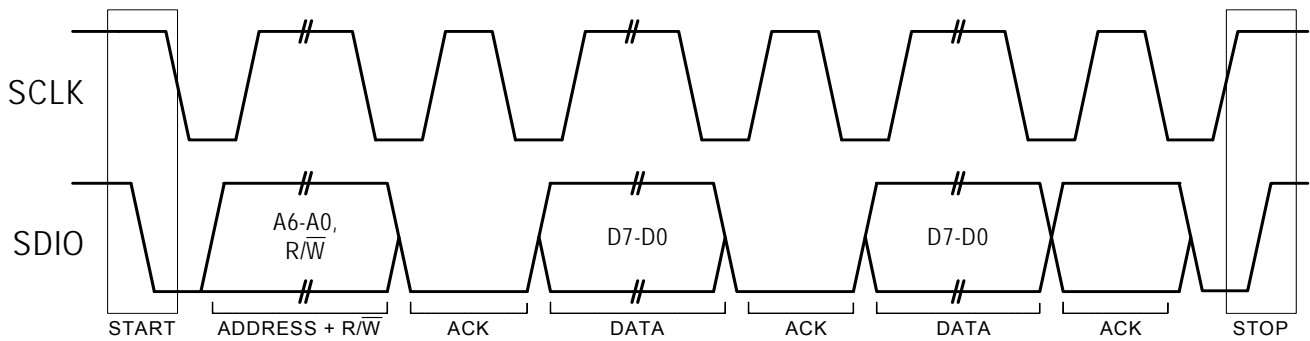 SCLK
SDIO
A6-A0,
R/W̅
D7-D0
D7-D0
START
ADDRESS + R/W̅
ACK
DATA
ACK
DATA
ACK
STOP